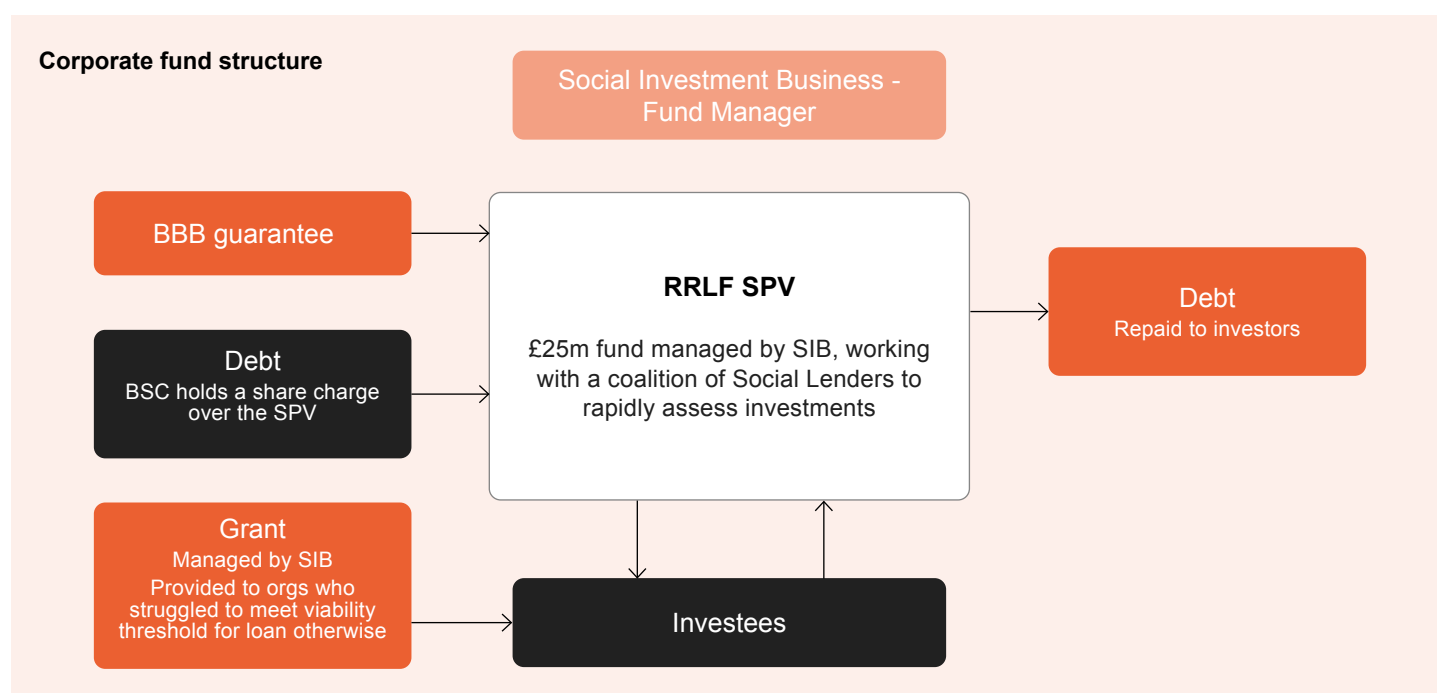 Corporate fund structure
Social Investment Business -
Fund Manager
BBB guarantee
Debt
BSC holds a share charge
over the SPV
Grant
Managed by SIB
Provided to orgs who
struggled to meet viability
threshold for loan otherwise
RRLF SPV
£25m fund managed by SIB, working
with a coalition of Social Lenders to
rapidly assess investments
Investees
Debt
Repaid to investors